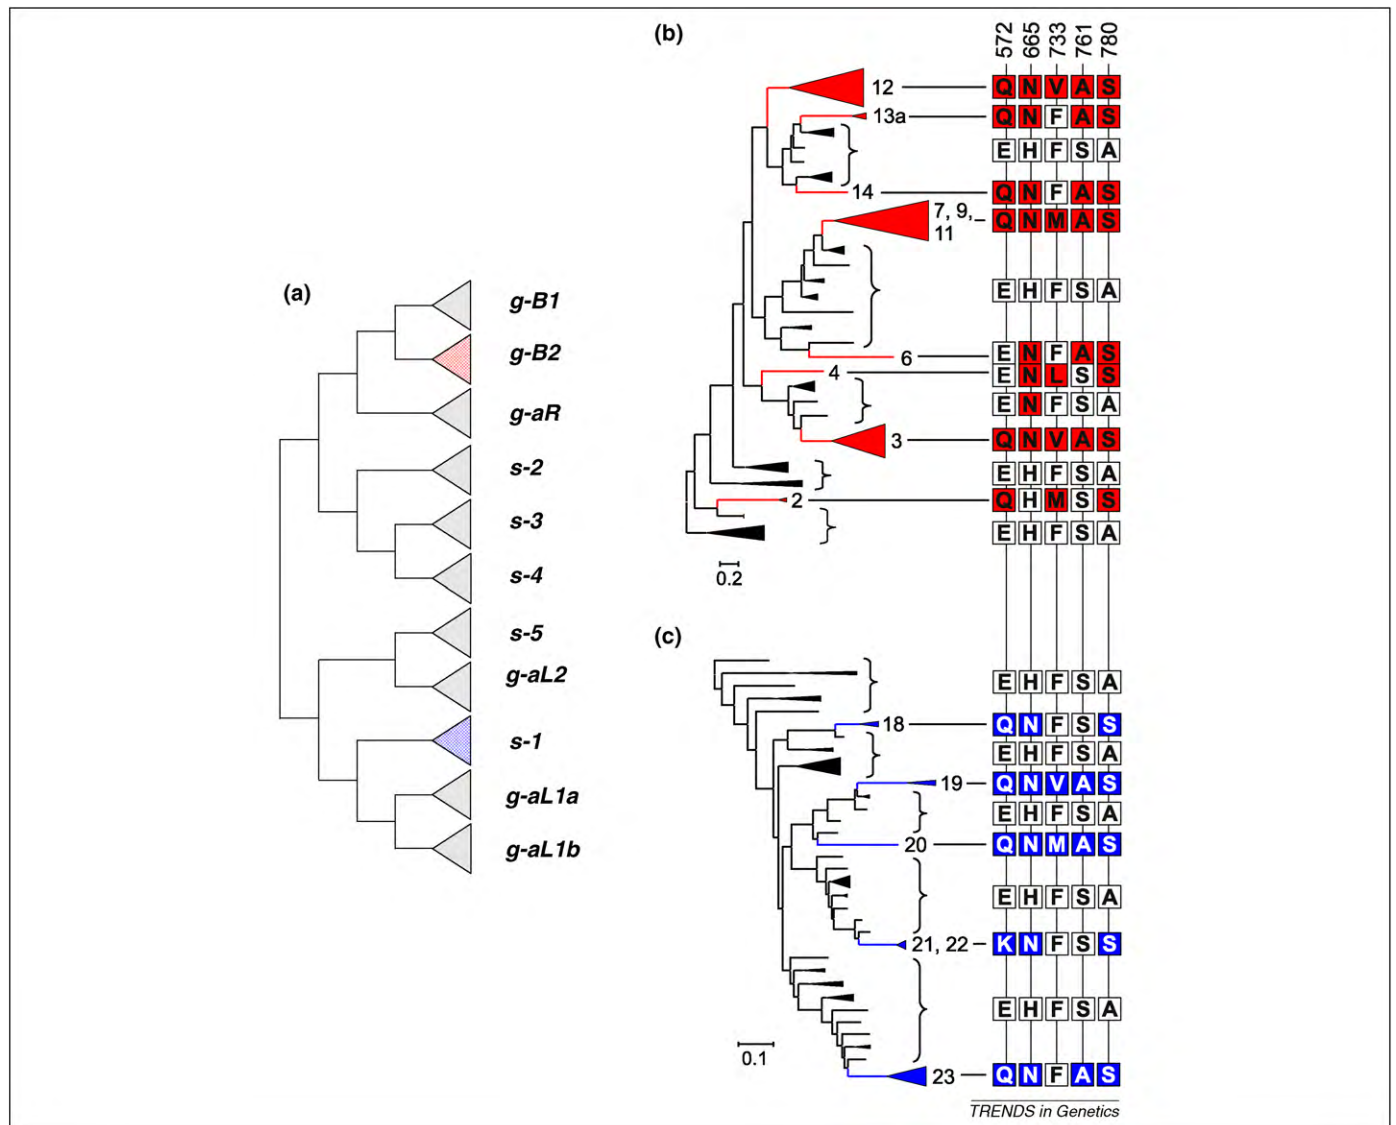 (a)
g-B1
g-B2
g-aR
s-2
s-3
s-4
s-5
g-aL2
s-1
g-aL1a
g-aL1b
(b)
572 665 733 761 780
12 Q N V A S
13a Q N F A S
E H F S A
14 Q N F A S
7, 9, 11 Q N M A S
E H F S A
6 E N F A S
4 E N L S S
E N F S A
3 Q N V A S
E H F S A
2 Q H M S S
E H F S A
0.2
(c)
E H F S A
18 Q N F S S
E H F S A
19 Q N V A S
E H F S A
20 Q N M A S
E H F S A
21, 22 K N F S S
E H F S A
0.1
23 Q N F A S
TRENDS in Genetics